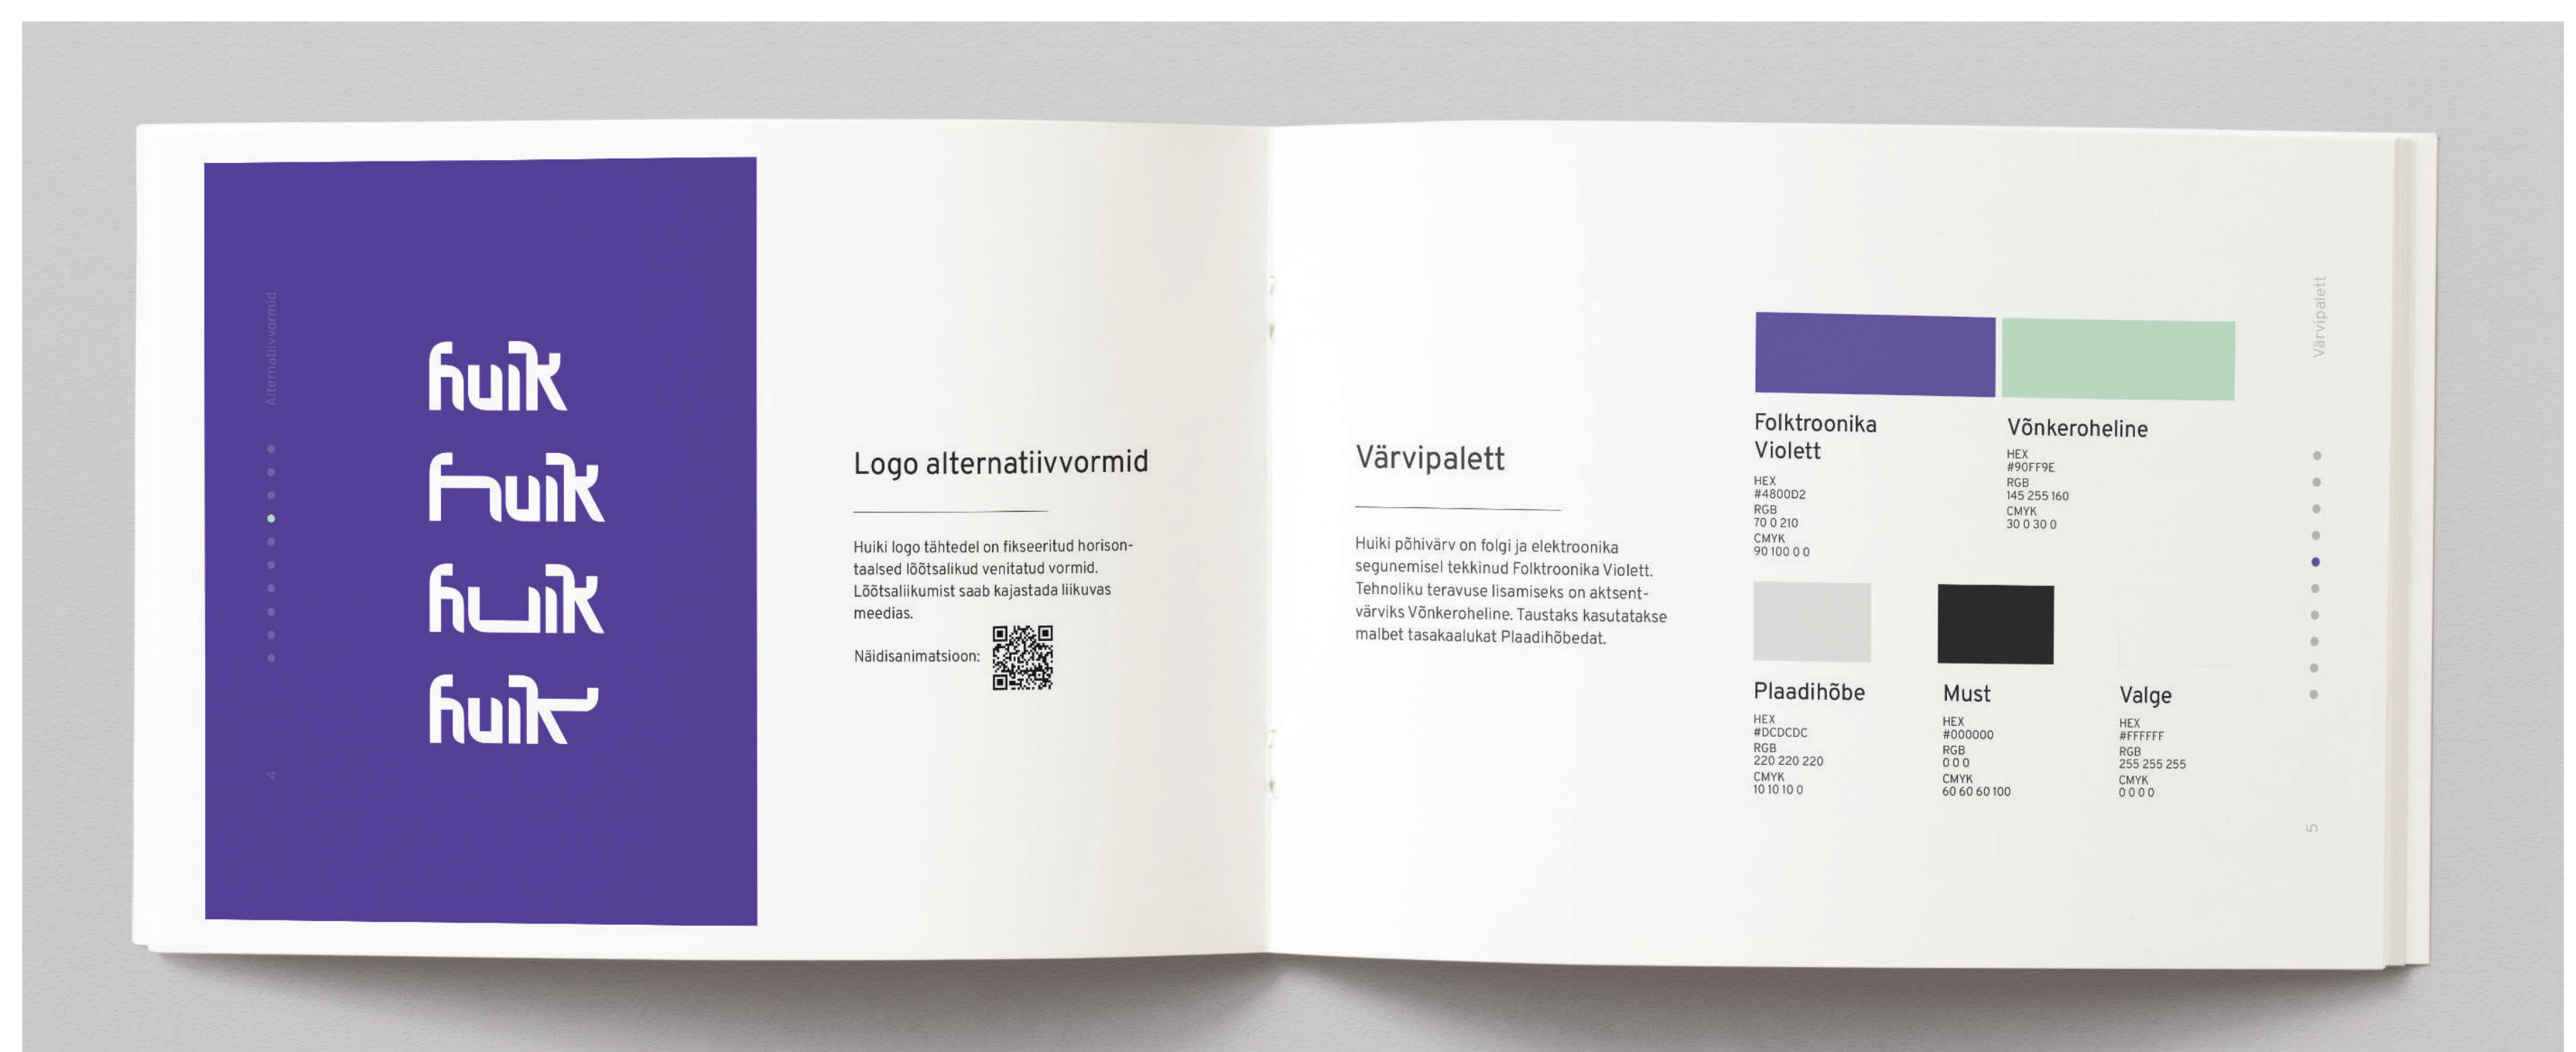 Alternatiivvormid
4
huik
huik
huik
huik
Logo alternatiivvormid
Huiki logo tähtedel on fikseeritud horison-
taalsed lõõtsalikud venitatud vormid.
Lõõtsaliikumist saab kajastada liikuvas
meedias.
Näidisanimatsioon:
Värvipalett
Huiki põhivärv on folgi ja elektroonika
segunemisel tekkinud Folktroonika Violett.
Tehnoliku teravuse lisamiseks on aktsent-
värviks Võnkeroheline. Taustaks kasutatakse
malbet tasakaalukat Plaadihõbedat.
Folktroonika
Violett
HEX
#4800D2
RGB
70 0 210
CMYK
90 100 0 0
Võnkeroheline
HEX
#90FF9E
RGB
145 255 160
CMYK
30 0 30 0
Plaadihõbe
HEX
#DCDCDC
RGB
220 220 220
CMYK
10 10 10 0
Must
HEX
#000000
RGB
0 0 0
CMYK
60 60 60 100
Valge
HEX
#FFFFFF
RGB
255 255 255
CMYK
0 0 0 0
Värvipalett
5